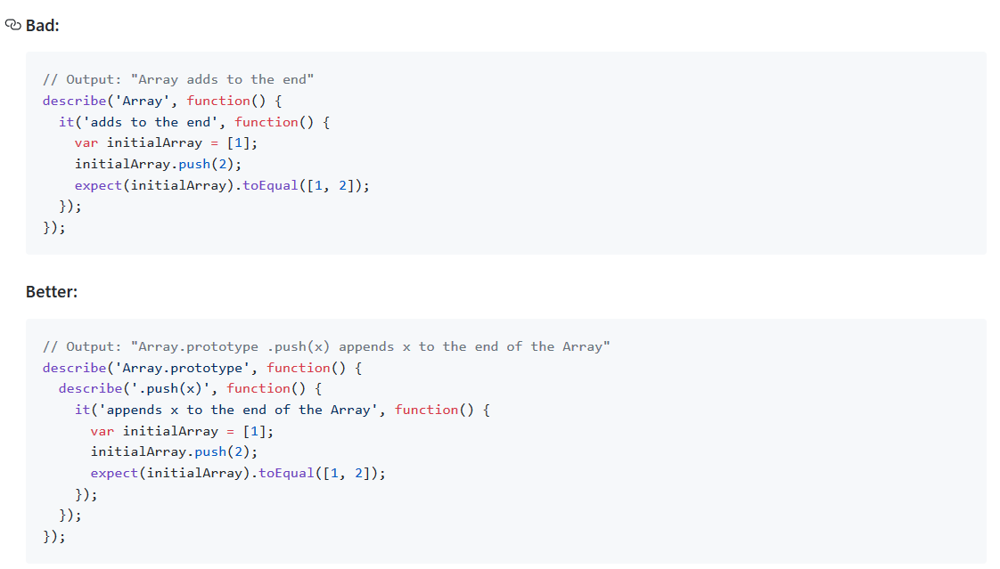 Bad:
// Output: "Array adds to the end"
describe('Array', function() {
  it('adds to the end', function() {
    var initialArray = [1];
    initialArray.push(2);
    expect(initialArray).toEqual([1, 2]);
  });
});
Better:
// Output: "Array.prototype .push(x) appends x to the end of the Array"
describe('Array.prototype', function() {
  describe('.push(x)', function() {
    it('appends x to the end of the Array', function() {
      var initialArray = [1];
      initialArray.push(2);
      expect(initialArray).toEqual([1, 2]);
    });
  });
});